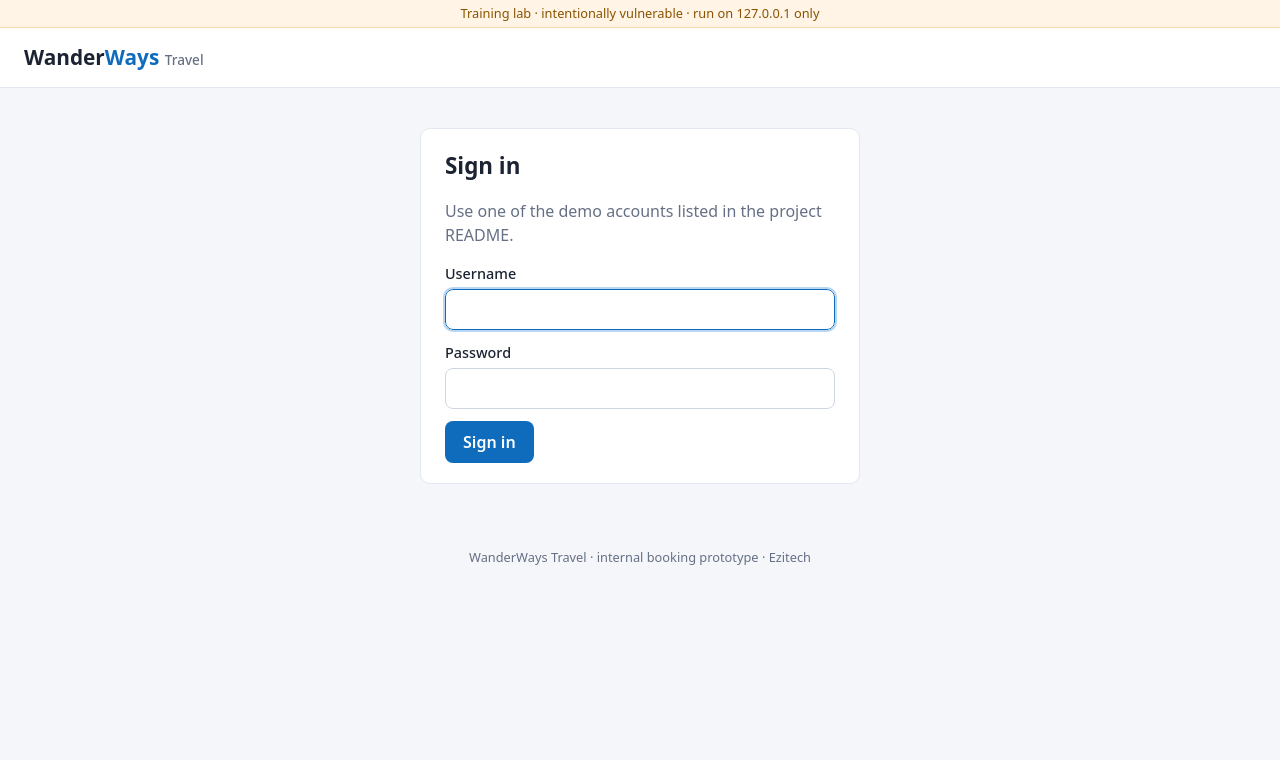 Training lab · intentionally vulnerable · run on 127.0.0.1 only
WanderWays Travel
Sign in
Use one of the demo accounts listed in the project
README.
Username
Password
Sign in
WanderWays Travel · internal booking prototype · Ezitech